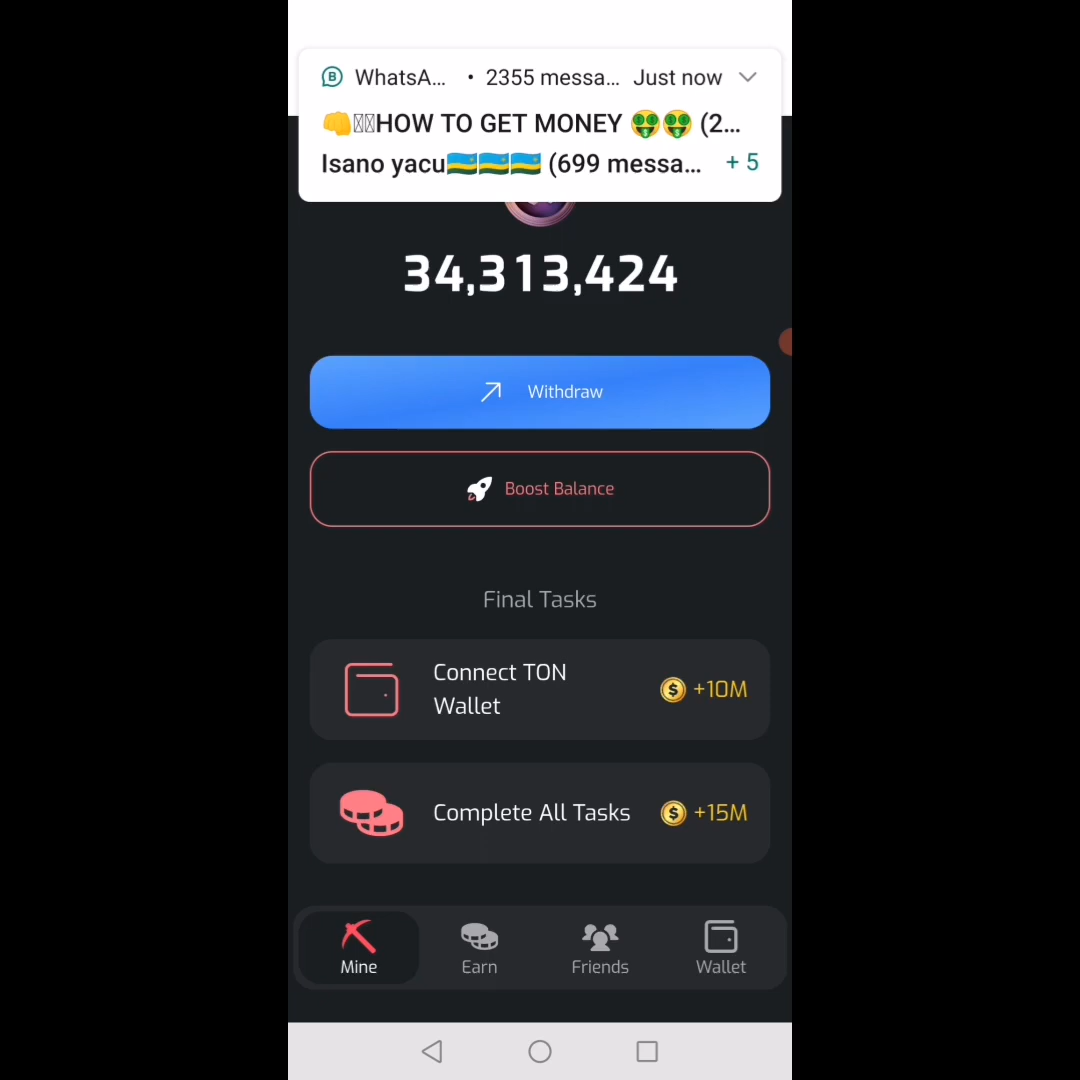 WhatsA... • 2355 messa... Just now
👊HOW TO GET MONEY 🤑🤑 (2...
Isano yacu🇷🇼🇷🇼🇷🇼 (699 messa... + 5
34,313,424
Withdraw
Boost Balance
Final Tasks
Connect TON
Wallet
+10M
Complete All Tasks +15M
Mine Earn Friends Wallet